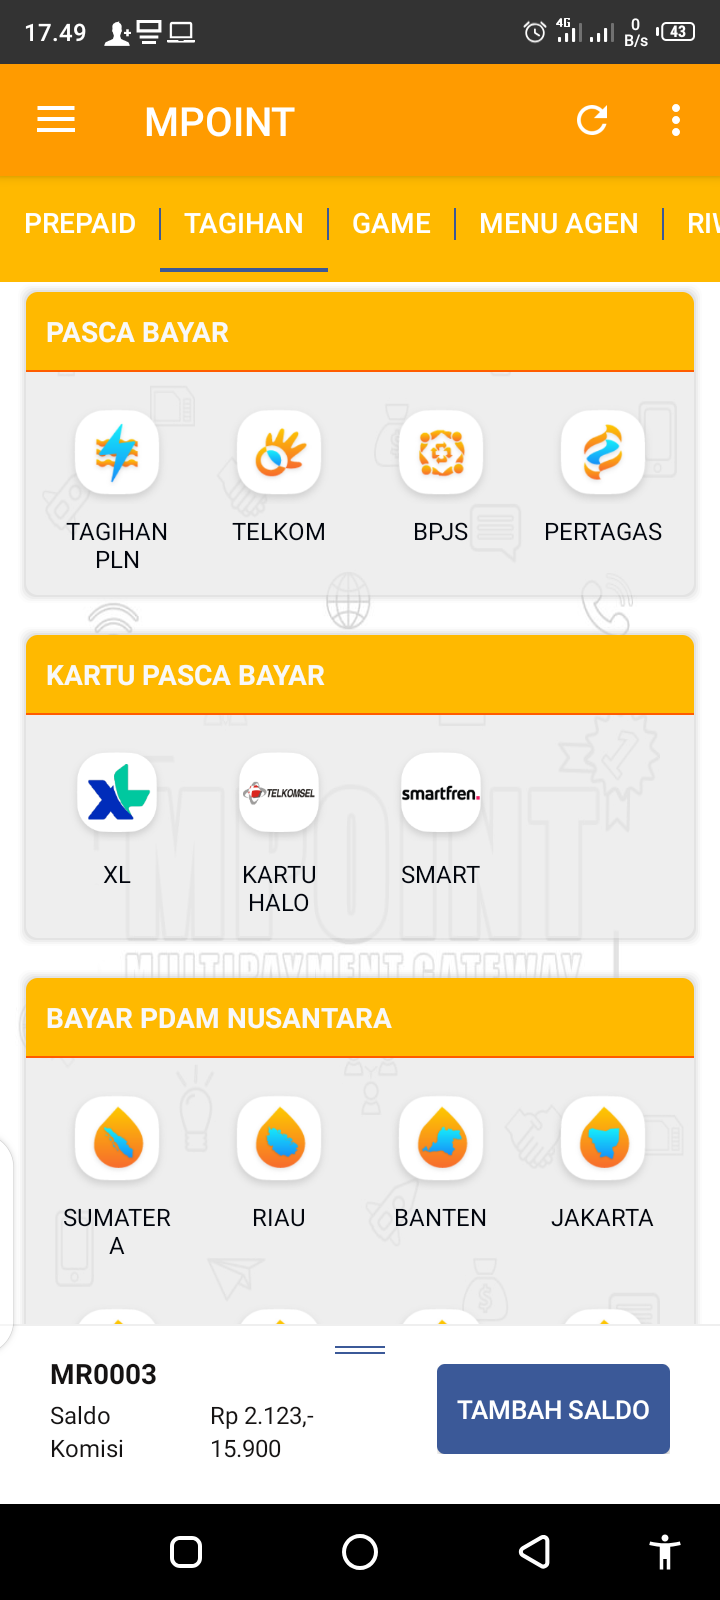 17.49
4G
0
B/s
43
MPOINT
PREPAID
TAGIHAN
GAME
MENU AGEN
PASCA BAYAR
TAGIHAN
PLN
TELKOM
BPJS
PERTAGAS
KARTU PASCA BAYAR
TELKOMSEL
smartfren.
XL
KARTU
HALO
SMART
MPOINT
MULTIPAYMENT GATEWAY
BAYAR PDAM NUSANTARA
SUMATER
A
RIAU
BANTEN
JAKARTA
MR0003
Saldo
Rp 2.123,-
Komisi
15.900
TAMBAH SALDO